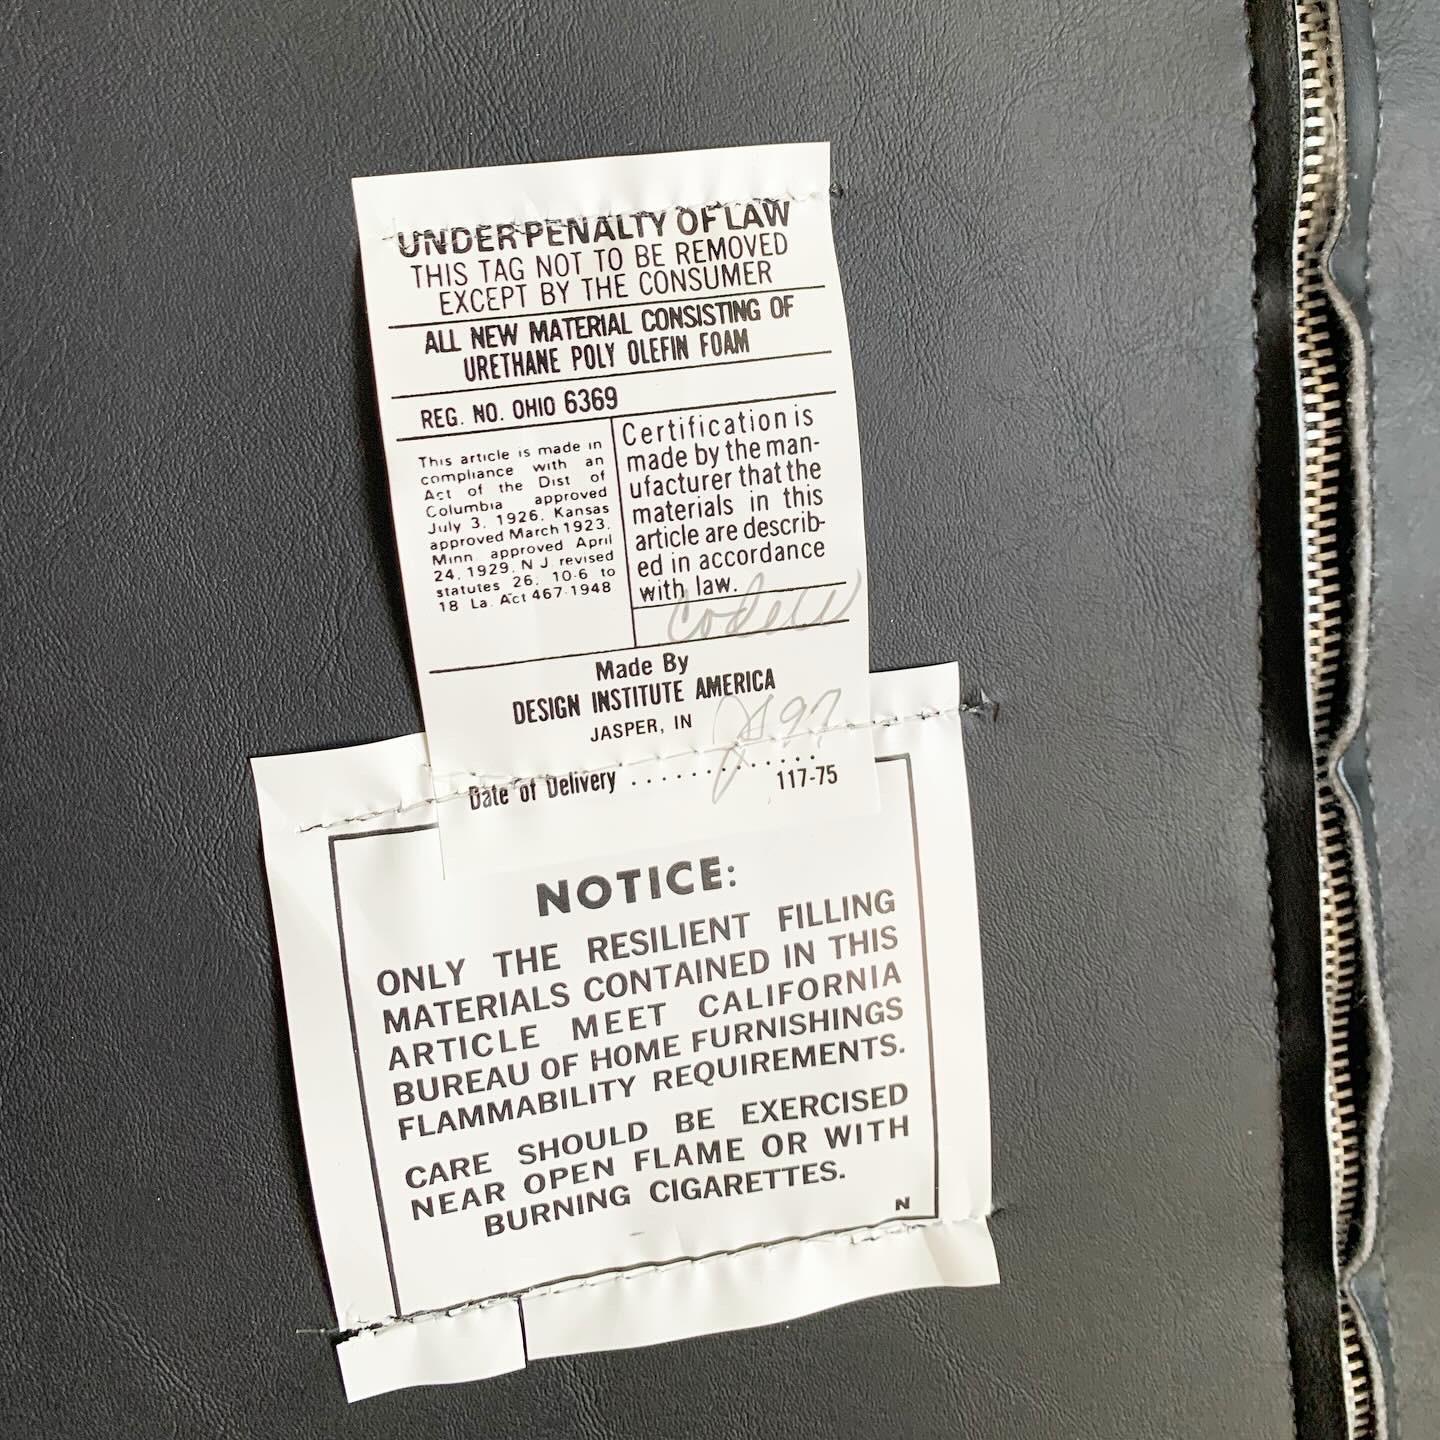 UNDER PENALTY OF LAW
THIS TAG NOT TO BE REMOVED
EXCEPT BY THE CONSUMER
ALL NEW MATERIAL CONSISTING OF
URETHANE POLY OLEFIN FOAM
REG. NO. OHIO 6369
This article is made in
compliance with an
Act of the Dist of
Columbia approved
July 3, 1926, Kansas
approved March 1923,
Minn. approved April
24, 1929, N J revised
statutes 26: 10-6 to
18 La. Act 467-1948
Certification is
made by the man-
ufacturer that the
materials in this
article are describ-
ed in accordance
with law.
Made By
DESIGN INSTITUTE AMERICA
JASPER, IN
Date of Delivery . . . . . . . . . . . .
117-75
NOTICE:
ONLY THE RESILIENT FILLING
MATERIALS CONTAINED IN THIS
ARTICLE MEET CALIFORNIA
BUREAU OF HOME FURNISHINGS
FLAMMABILITY REQUIREMENTS.
CARE SHOULD BE EXERCISED
NEAR OPEN FLAME OR WITH
BURNING CIGARETTES.
N